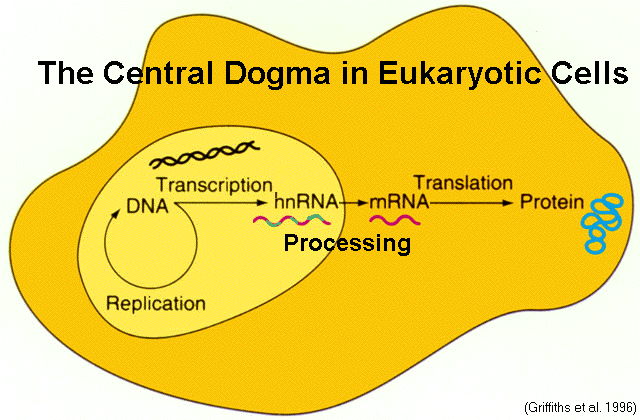 The Central Dogma in Eukaryotic Cells
Transcription
Translation
DNA
hnRNA
mRNA
Protein
Processing
Replication
(Griffiths et al. 1996)